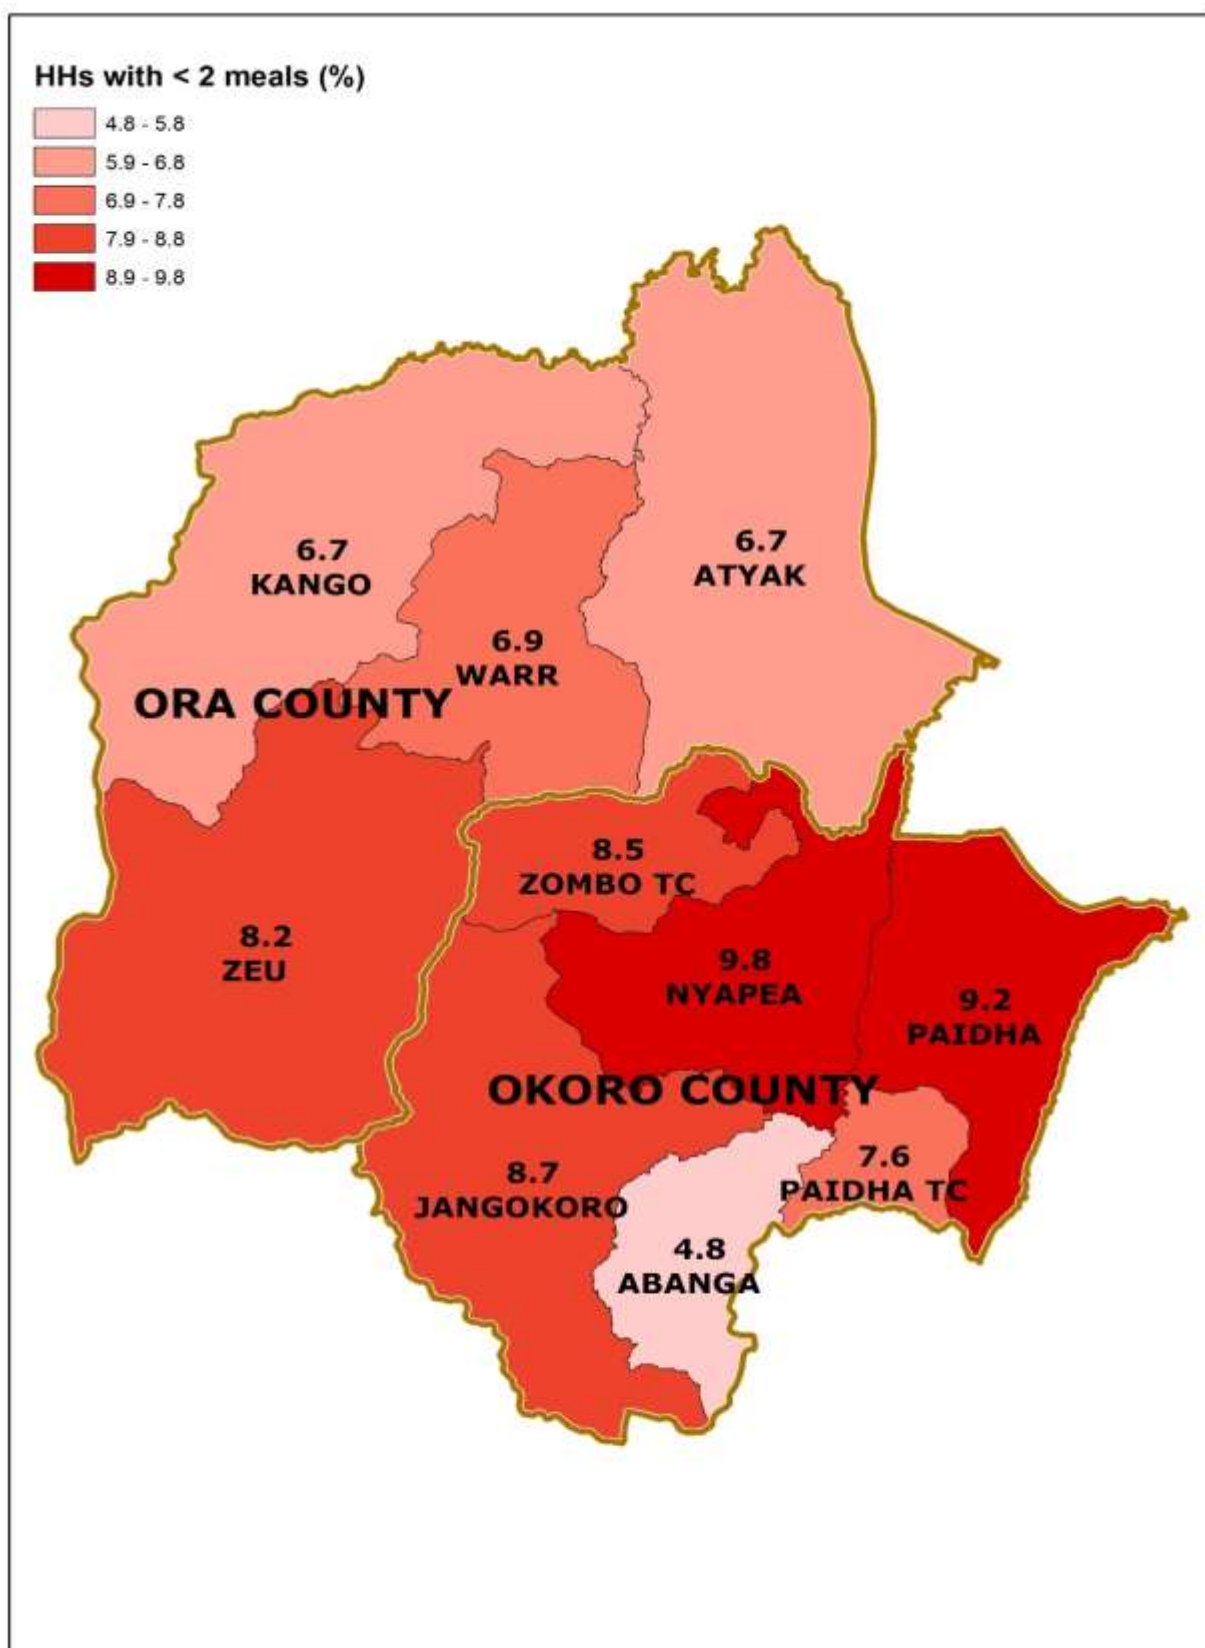 HHs with < 2 meals (%)
4.8 - 5.8
5.9 - 6.8
6.9 - 7.8
7.9 - 8.8
8.9 - 9.8
6.7
KANGO
6.7
ATYAK
6.9
WARR
ORA COUNTY
8.5
ZOMBO TC
8.2
ZEU
9.8
NYAPEA
9.2
PAIDHA
OKORO COUNTY
7.6
PAIDHA TC
8.7
JANGOKORO
4.8
ABANGA